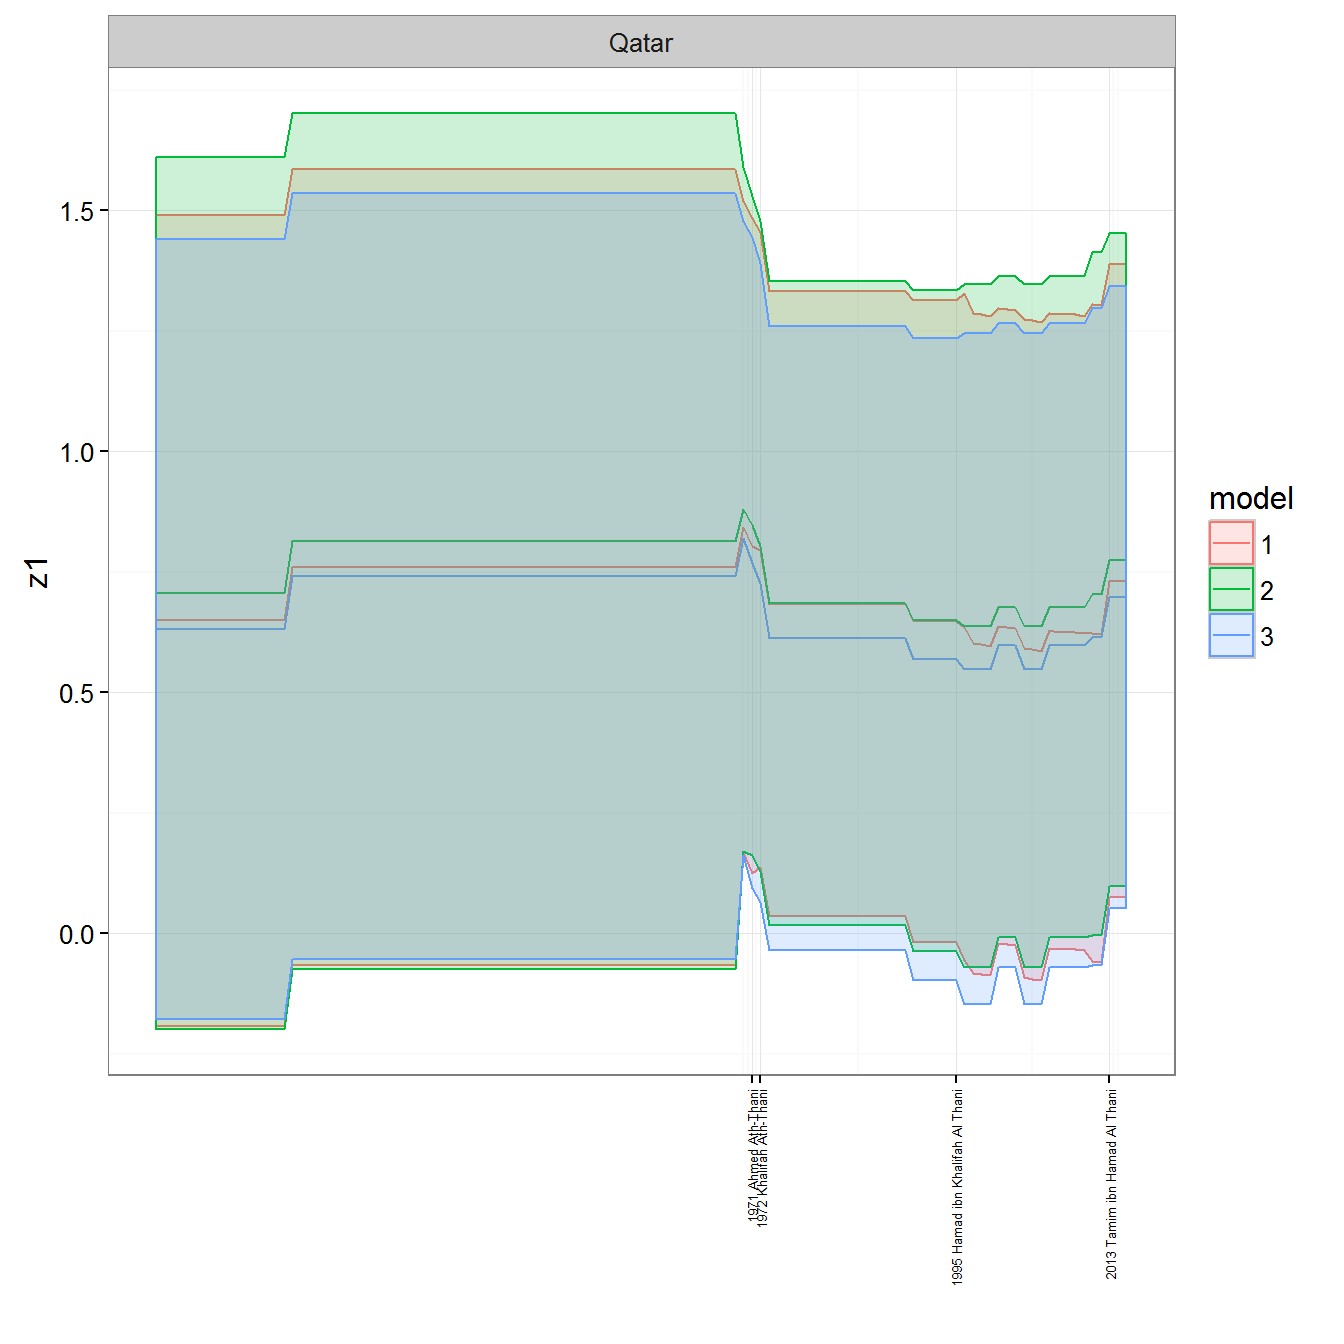 Qatar
1.5
1.0
0.5
0.0
z1
model
1
2
3
1971 Ahmed Ath-Thani
1972 Khalifah Ath-Thani
1995 Hamad ibn Khalifah Al Thani
2013 Tamim ibn Hamad Al Thani